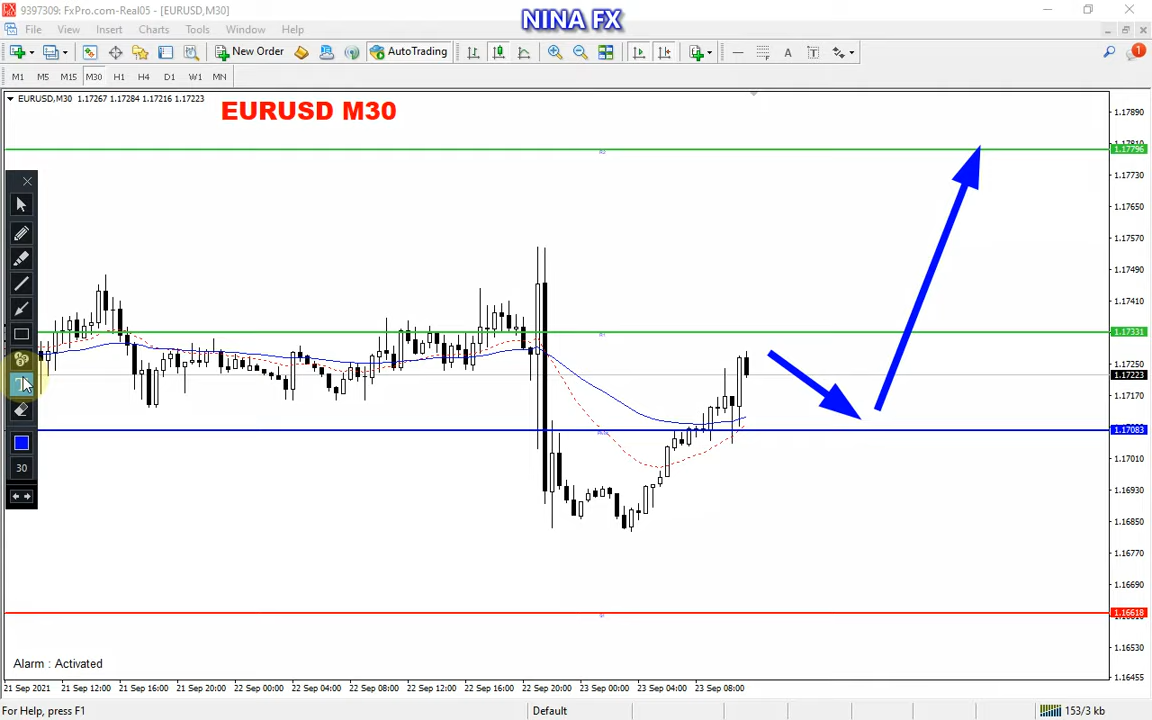 9397309: FxPro.com-Real05 - [EURUSD,M30]
NINA FX
File View Insert Charts Tools Window Help
New Order AutoTrading
M1 M5 M15 M30 H1 H4 D1 W1 MN
EURUSD,M30 1.17267 1.17284 1.17216 1.17223
EURUSD M30
1.17890
1.17796
1.17730
1.17650
1.17570
1.17490
1.17410
1.17331
1.17250
1.17223
1.17170
1.17083
1.17010
1.16930
1.16850
1.16770
1.16690
1.16618
1.16530
1.16455
30
Alarm : Activated
21 Sep 2021 21 Sep 12:00 21 Sep 16:00 21 Sep 20:00 22 Sep 00:00 22 Sep 04:00 22 Sep 08:00 22 Sep 12:00 22 Sep 16:00 22 Sep 20:00 23 Sep 00:00 23 Sep 04:00 23 Sep 08:00
For Help, press F1 Default 153/3 kb